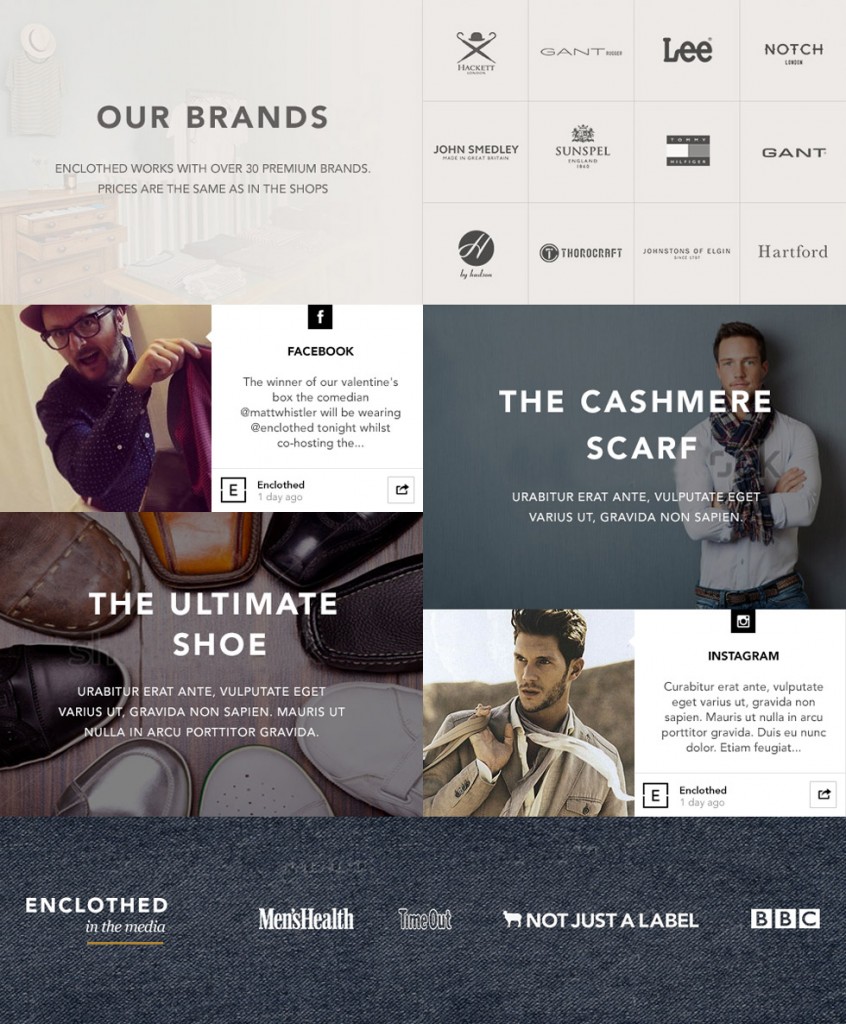 OUR BRANDS
ENCLOTHED WORKS WITH OVER 30 PREMIUM BRANDS.
PRICES ARE THE SAME AS IN THE SHOPS
HACKETT
LONDON
GANT RUGGER
Lee
NOTCH
LONDON
JOHN SMEDLEY
MADE IN GREAT BRITAIN
SUNSPEL
ENGLAND
1860
TOMMY
HILFIGER
GANT
H
by hudson
T THOROCRAFT
JOHNSTONS OF ELGIN
SINCE 1797
Hartford
f
FACEBOOK
The winner of our valentine's
box the comedian
@mattwhistler will be wearing
@enclothed tonight whilst
co-hosting the...
E
Enclothed
1 day ago
THE CASHMERE
SCARF
URABITUR ERAT ANTE, VULPUTATE EGET
VARIUS UT, GRAVIDA NON SAPIEN.
THE ULTIMATE
SHOE
URABITUR ERAT ANTE, VULPUTATE EGET
VARIUS UT, GRAVIDA NON SAPIEN. MAURIS UT
NULLA IN ARCU PORTTITOR GRAVIDA.
INSTAGRAM
Curabitur erat ante, vulputate
eget varius ut, gravida non
sapien. Mauris ut nulla in arcu
porttitor gravida. Duis eu nunc
dolor. Etiam feugiat...
E
Enclothed
1 day ago
ENCLOTHED
in the media
Men'sHealth
TimeOut
NOT JUST A LABEL
BBC